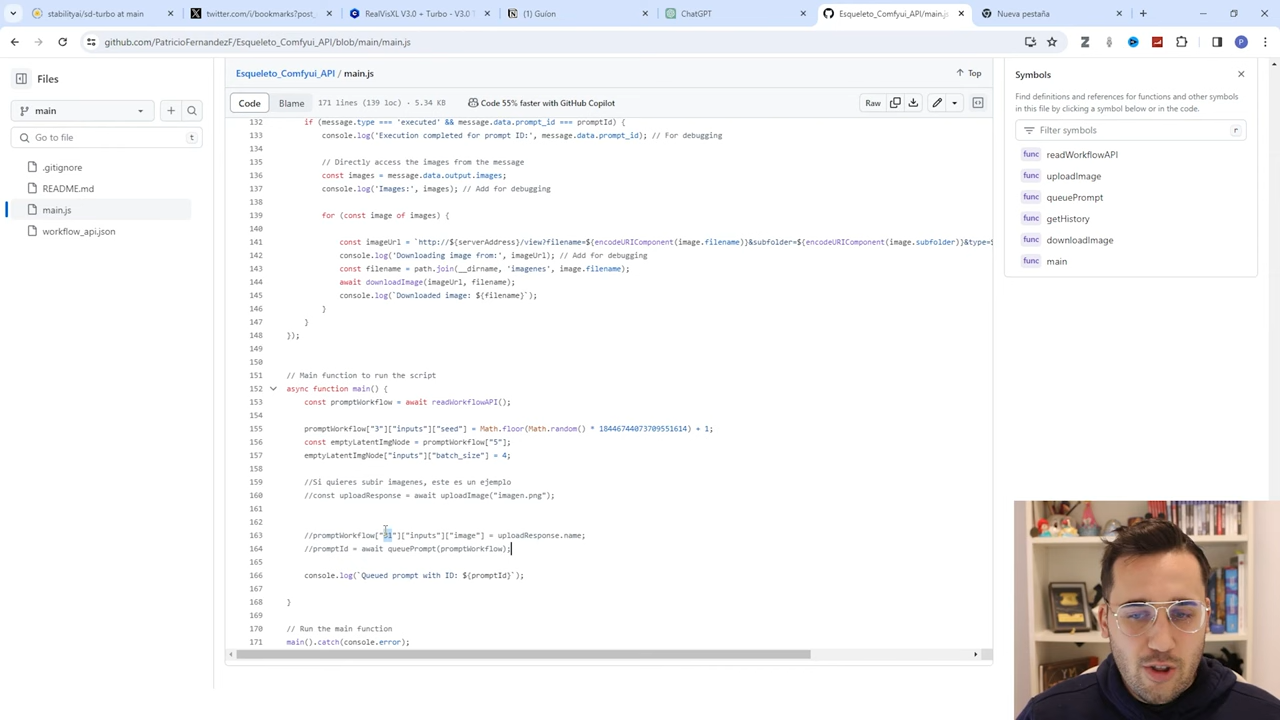 stabilityai/sd-turbo at main
twitter.com/i/bookmarks?post_
RealVisXL V3.0 + Turbo - V3.0 T
(1) Guíon
ChatGPT
Esqueleto_Comfyui_API/main.js
Nueva pestaña
github.com/PatricioFernandezF/Esqueleto_Comfyui_API/blob/main/main.js
Files
main
Go to file
.gitignore
README.md
main.js
workflow_api.json
Esqueleto_Comfyui_API / main.js
Top
Code Blame 171 lines (139 loc) · 5.34 KB Code 55% faster with GitHub Copilot
Raw
132 if (message.type === 'executed' && message.data.prompt_id === promptId) {
133 console.log('Execution completed for prompt ID:', message.data.prompt_id); // For debugging
134
135 // Directly access the images from the message
136 const images = message.data.output.images;
137 console.log('Images:', images); // Add for debugging
138
139 for (const image of images) {
140
141 const imageUrl = `http://${serverAddress}/view?filename=${encodeURIComponent(image.filename)}&subfolder=${encodeURIComponent(image.subfolder)}&type=$
142 console.log('Downloading image from:', imageUrl); // Add for debugging
143 const filename = path.join(__dirname, 'imagenes', image.filename);
144 await downloadImage(imageUrl, filename);
145 console.log(`Downloaded image: ${filename}`);
146 }
147 }
148 });
149
150
151 // Main function to run the script
152 async function main() {
153 const promptWorkflow = await readWorkflowAPI();
154
155 promptWorkflow["3"]["inputs"]["seed"] = Math.floor(Math.random() * 18446744073709551614) + 1;
156 const emptyLatentImgNode = promptWorkflow["5"];
157 emptyLatentImgNode["inputs"]["batch_size"] = 4;
158
159 //Si quieres subir imagenes, este es un ejemplo
160 //const uploadResponse = await uploadImage("imagen.png");
161
162
163 //promptWorkflow["31"]["inputs"]["image"] = uploadResponse.name;
164 //promptId = await queuePrompt(promptWorkflow);
165
166 console.log(`Queued prompt with ID: ${promptId}`);
167
168 }
169
170 // Run the main function
171 main().catch(console.error);
Symbols
Find definitions and references for functions and other symbols
in this file by clicking a symbol below or in the code.
Filter symbols
r
func readWorkflowAPI
func uploadImage
func queuePrompt
func getHistory
func downloadImage
func main